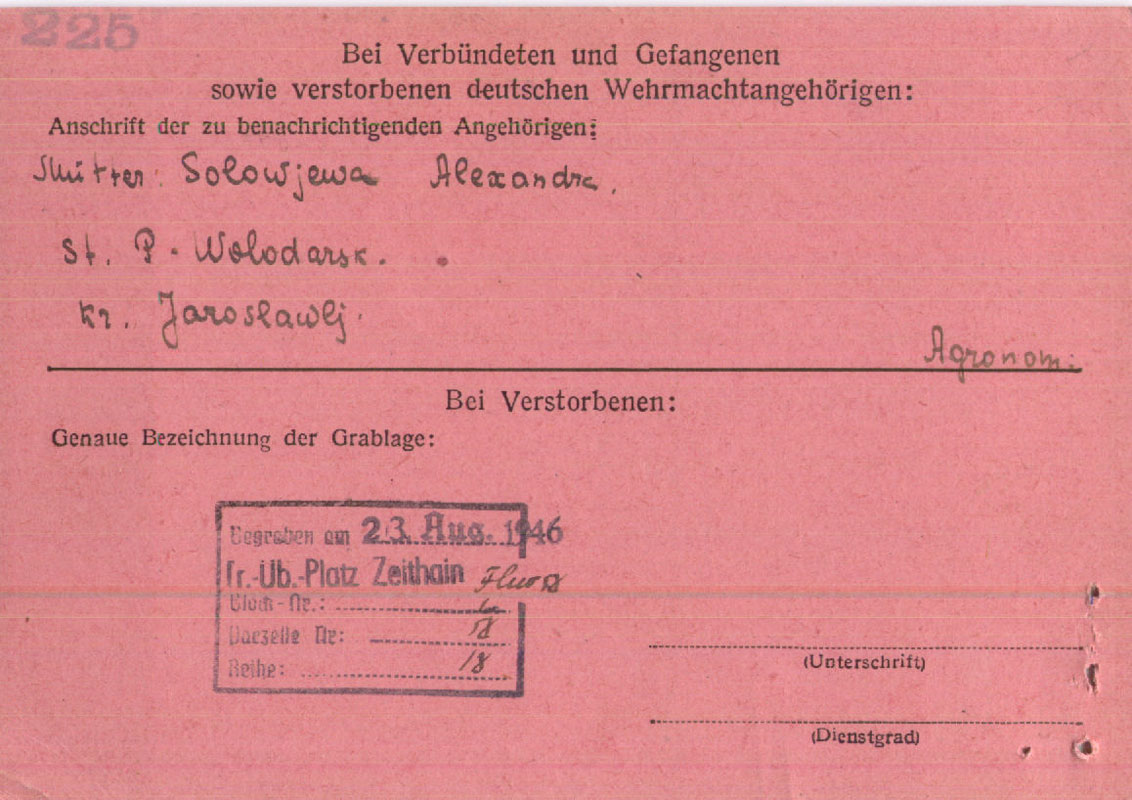 225
Bei Verbündeten und Gefangenen
sowie verstorbenen deutschen Wehrmachtangehörigen:
Anschrift der zu benachrichtigenden Angehörigen:
Mutter: Solowjewa Alexandra.
st. P. Wolodarsk.
kr. Jaroslawlj.
Agronom.
Bei Verstorbenen:
Genaue Bezeichnung der Grablage:
Begraben am 23. Aug. 1946
Tr.-Üb.-Platz Zeithain Flur
Block-Nr.:
Parzelle Nr:
Reihe: 18
(Unterschrift)
(Dienstgrad)